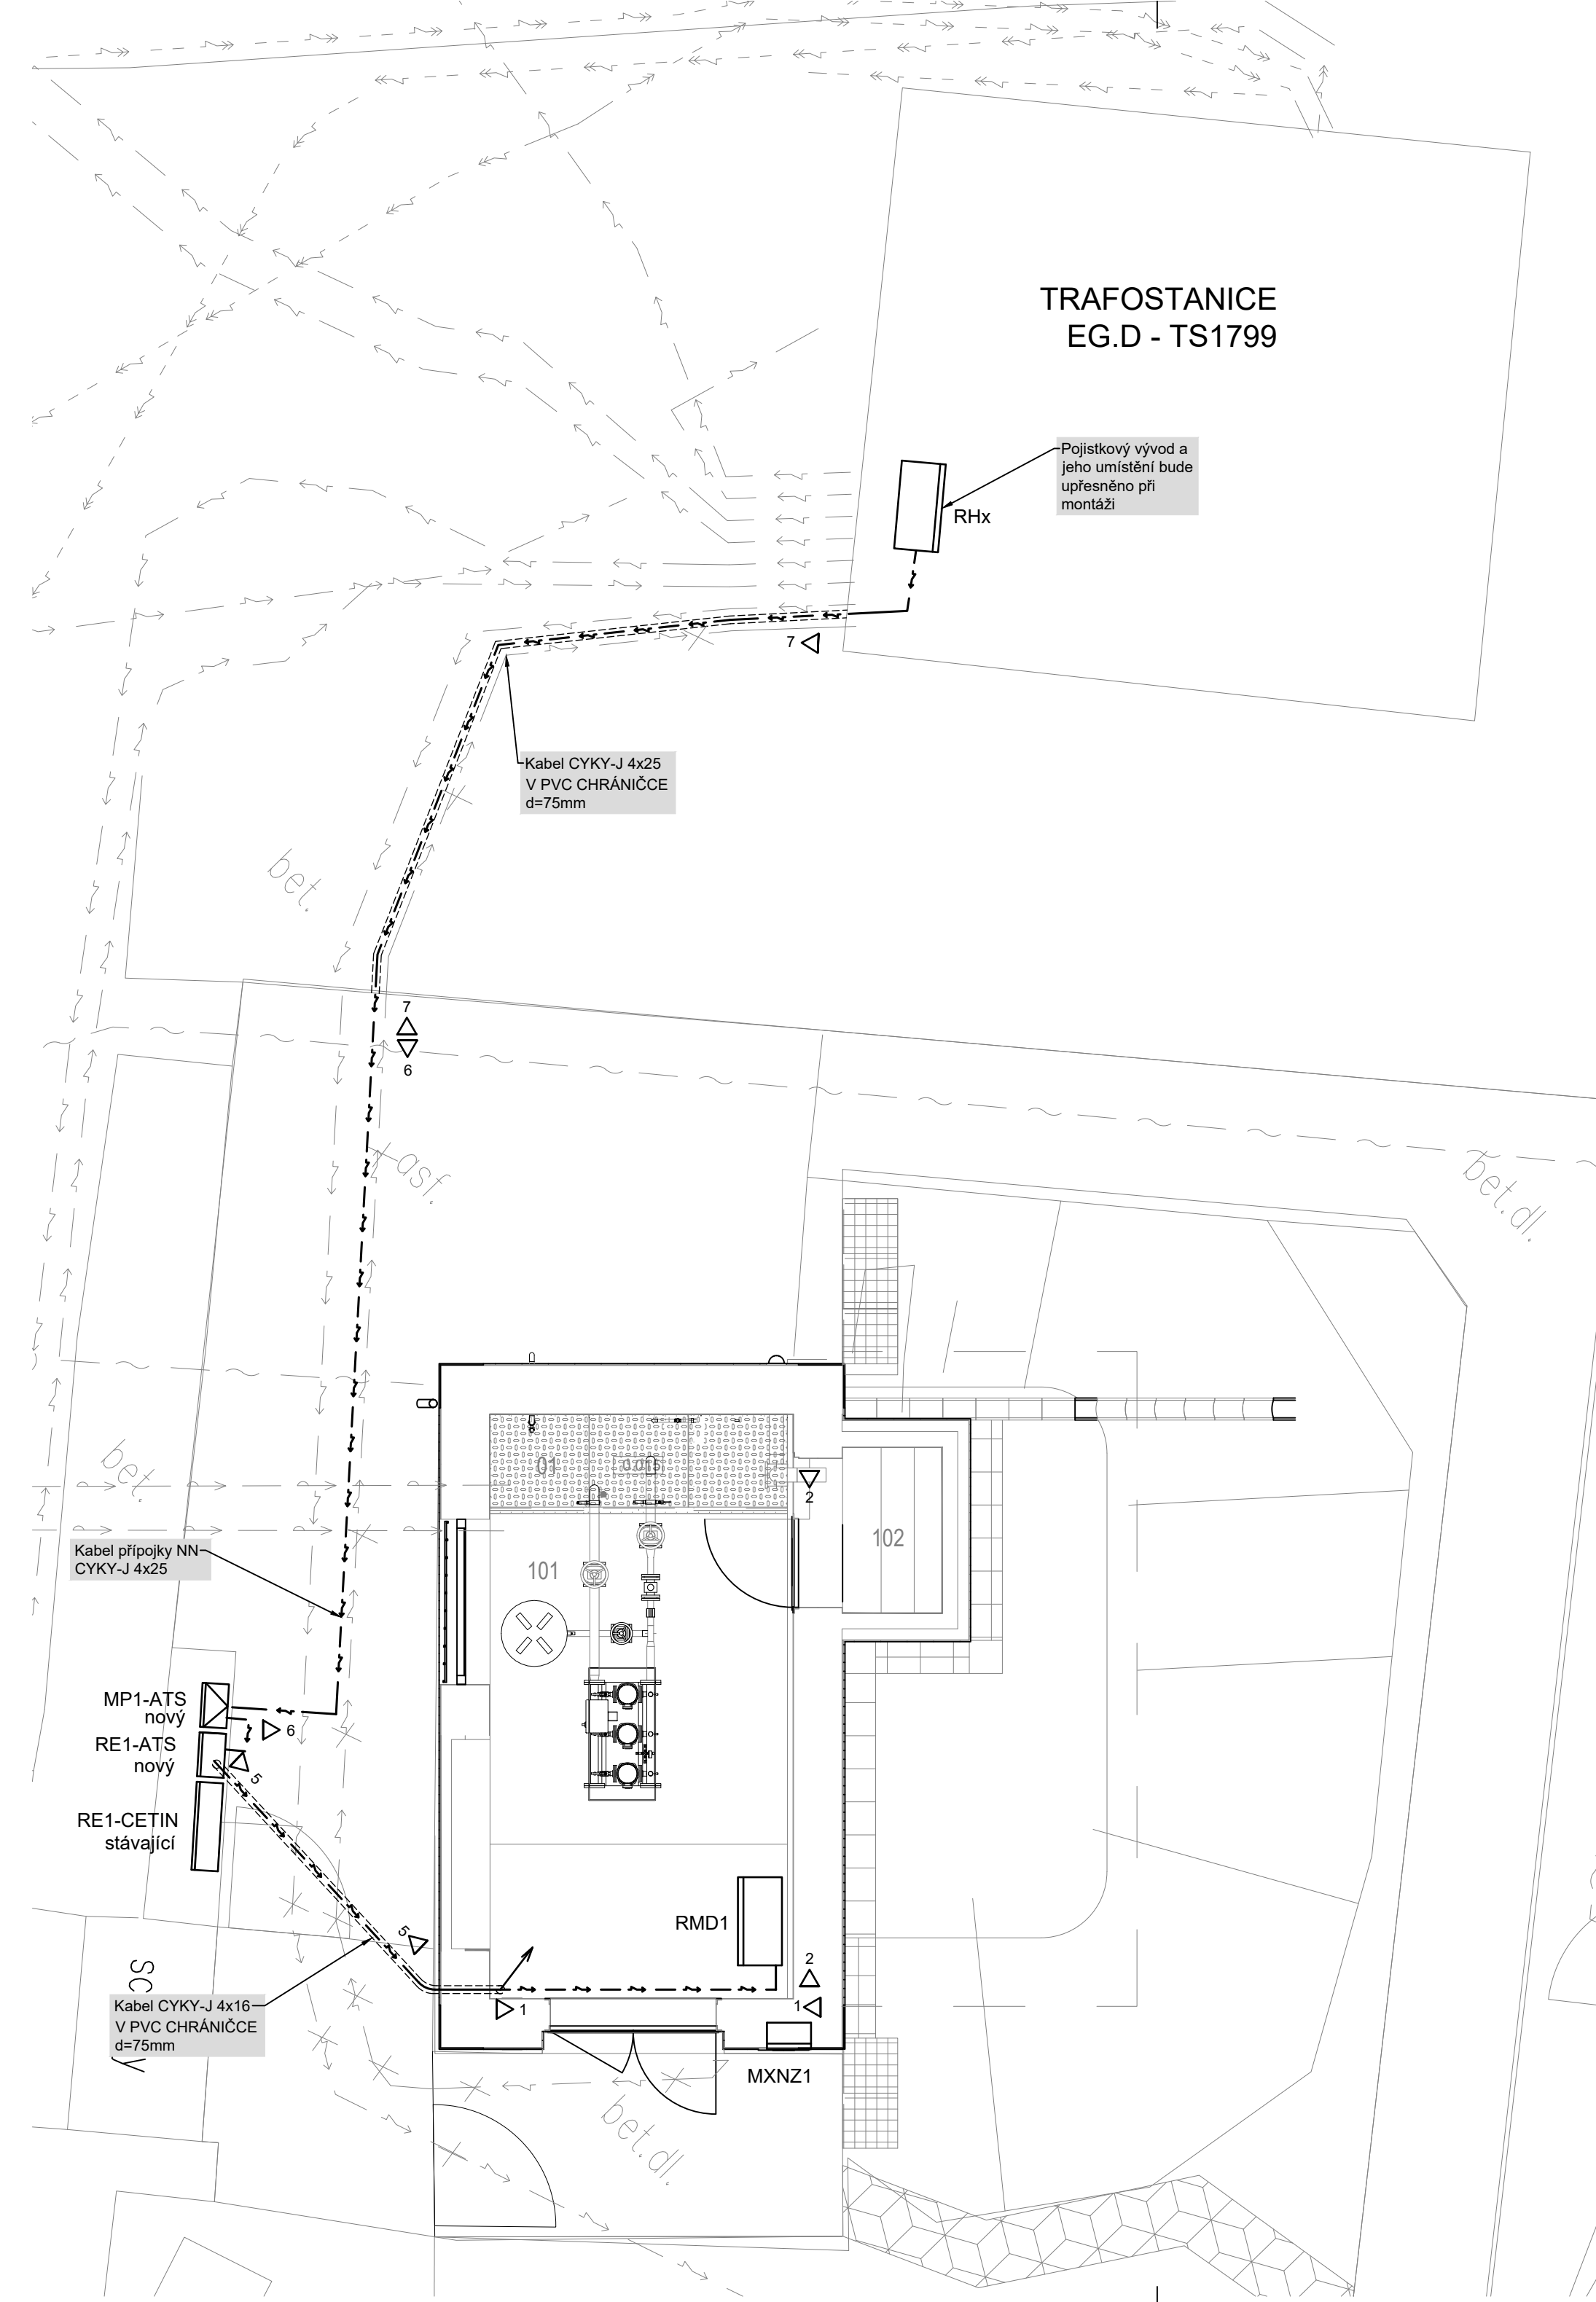 TRAFOSTANICE
EG.D - TS1799
Pojistkový vývod a
jeho umístění bude
upřesněno při
montáži
RHx
7
Kabel CYKY-J 4x25
V PVC CHRÁNIČCE
d=75mm
bet.
7
6
asf.
bet.dl.
bet.
01
0.015
2
102
101
Kabel přípojky NN
CYKY-J 4x25
MP1-ATS
nový
6
RE1-ATS
nový
5
RE1-CETIN
stávající
RMD1
5
2
1
1
Kabel CYKY-J 4x16
V PVC CHRÁNIČCE
d=75mm
MXNZ1
bet.dl.